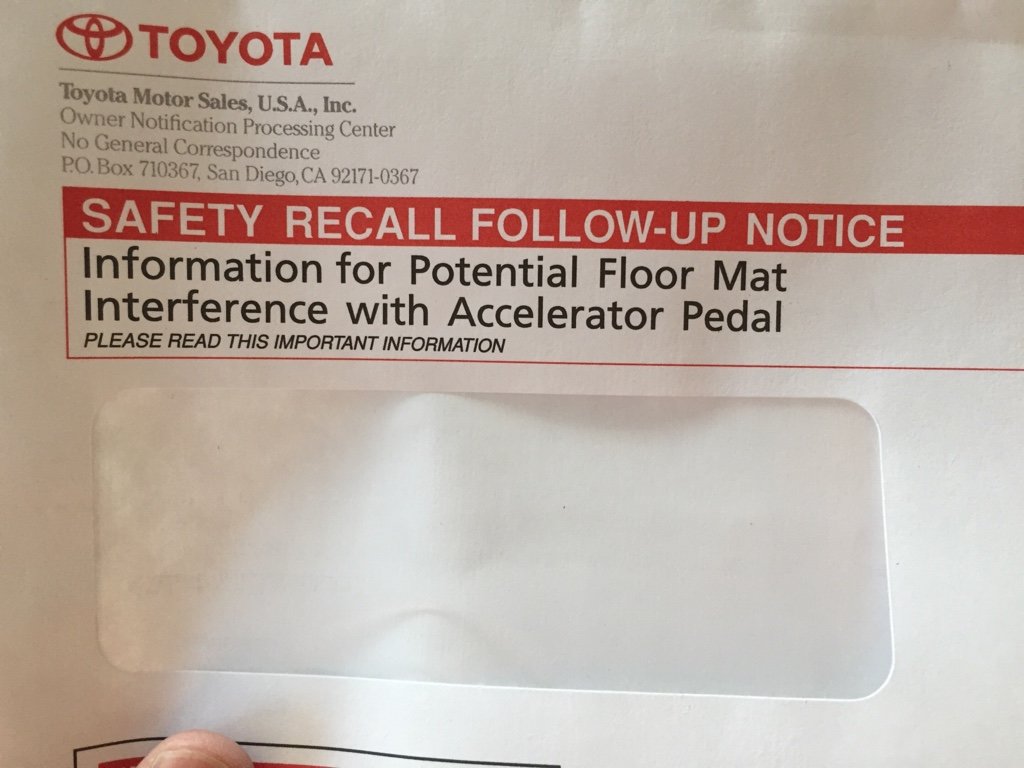 TOYOTA
Toyota Motor Sales, U.S.A., Inc.
Owner Notification Processing Center
No General Correspondence
P.O. Box 710367, San Diego, CA 92171-0367
SAFETY RECALL FOLLOW-UP NOTICE
Information for Potential Floor Mat
Interference with Accelerator Pedal
PLEASE READ THIS IMPORTANT INFORMATION